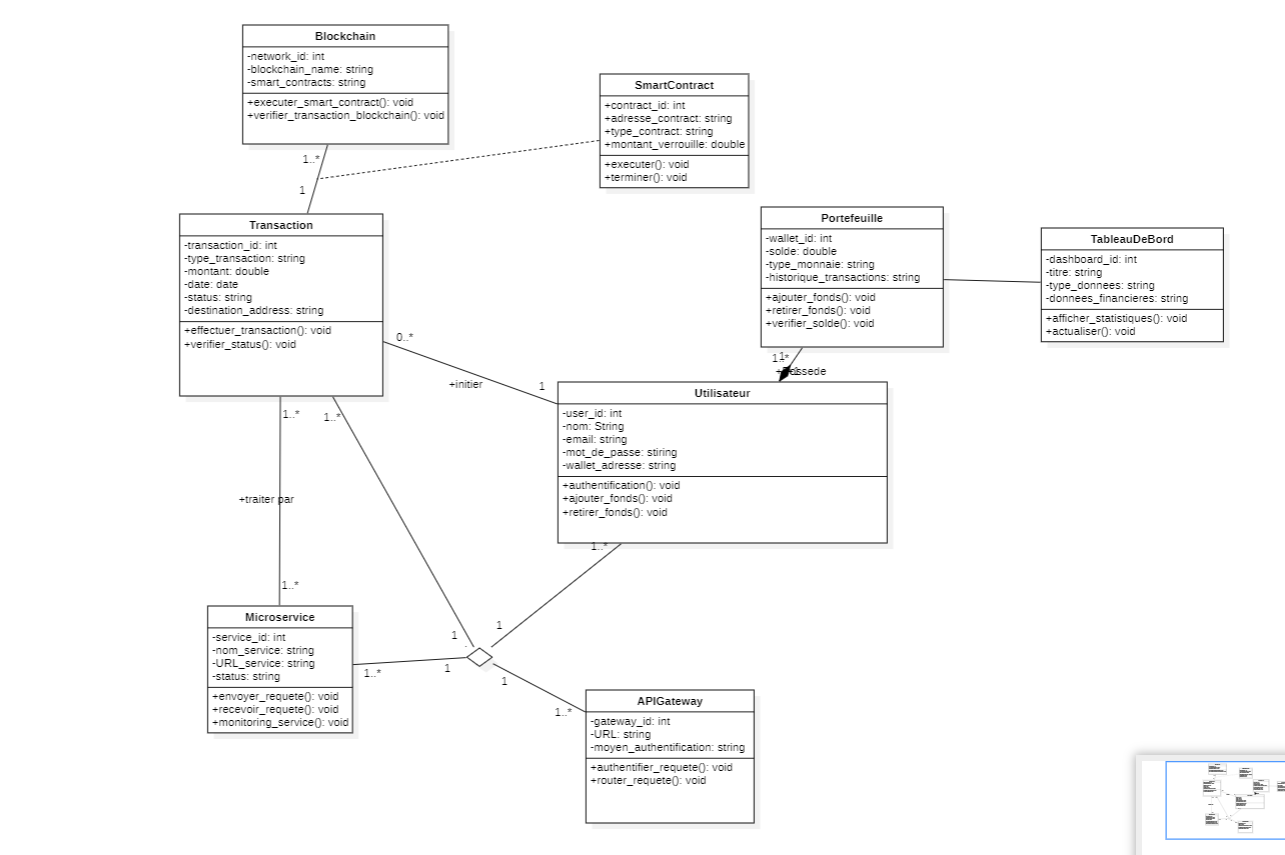 Blockchain
-network_id: int
-blockchain_name: string
-smart_contracts: string
+executer_smart_contract(): void
+verifier_transaction_blockchain(): void
SmartContract
+contract_id: int
+adresse_contract: string
+type_contract: string
+montant_verrouille: double
+executer(): void
+terminer(): void
1..*
1
Transaction
-transaction_id: int
-type_transaction: string
-montant: double
-date: date
-status: string
-destination_address: string
+effectuer_transaction(): void
+verifier_status(): void
Portefeuille
-wallet_id: int
-solde: double
-type_monnaie: string
-historique_transactions: string
+ajouter_fonds(): void
+retirer_fonds(): void
+verifier_solde(): void
TableauDeBord
-dashboard_id: int
-titre: string
-type_donnees: string
-donnees_financieres: string
+afficher_statistiques(): void
+actualiser(): void
0..*
+initier
1
Utilisateur
-user_id: int
-nom: String
-email: string
-mot_de_passe: stiring
-wallet_adresse: string
+authentification(): void
+ajouter_fonds(): void
+retirer_fonds(): void
1..*
1..*
+traiter par
1..*
1..*
Microservice
-service_id: int
-nom_service: string
-URL_service: string
-status: string
+envoyer_requete(): void
+recevoir_requete(): void
+monitoring_service(): void
1
1
1..*
1
1
1..*
APIGateway
-gateway_id: int
-URL: string
-moyen_authentification: string
+authentifier_requete(): void
+router_requete(): void